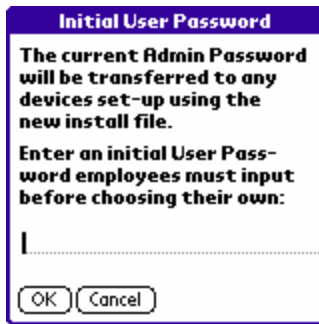 Initial User Password
The current Admin Password
will be transferred to any
devices set-up using the
new install file.
Enter an initial User Pass-
word employees must input
before choosing their own:
OK Cancel